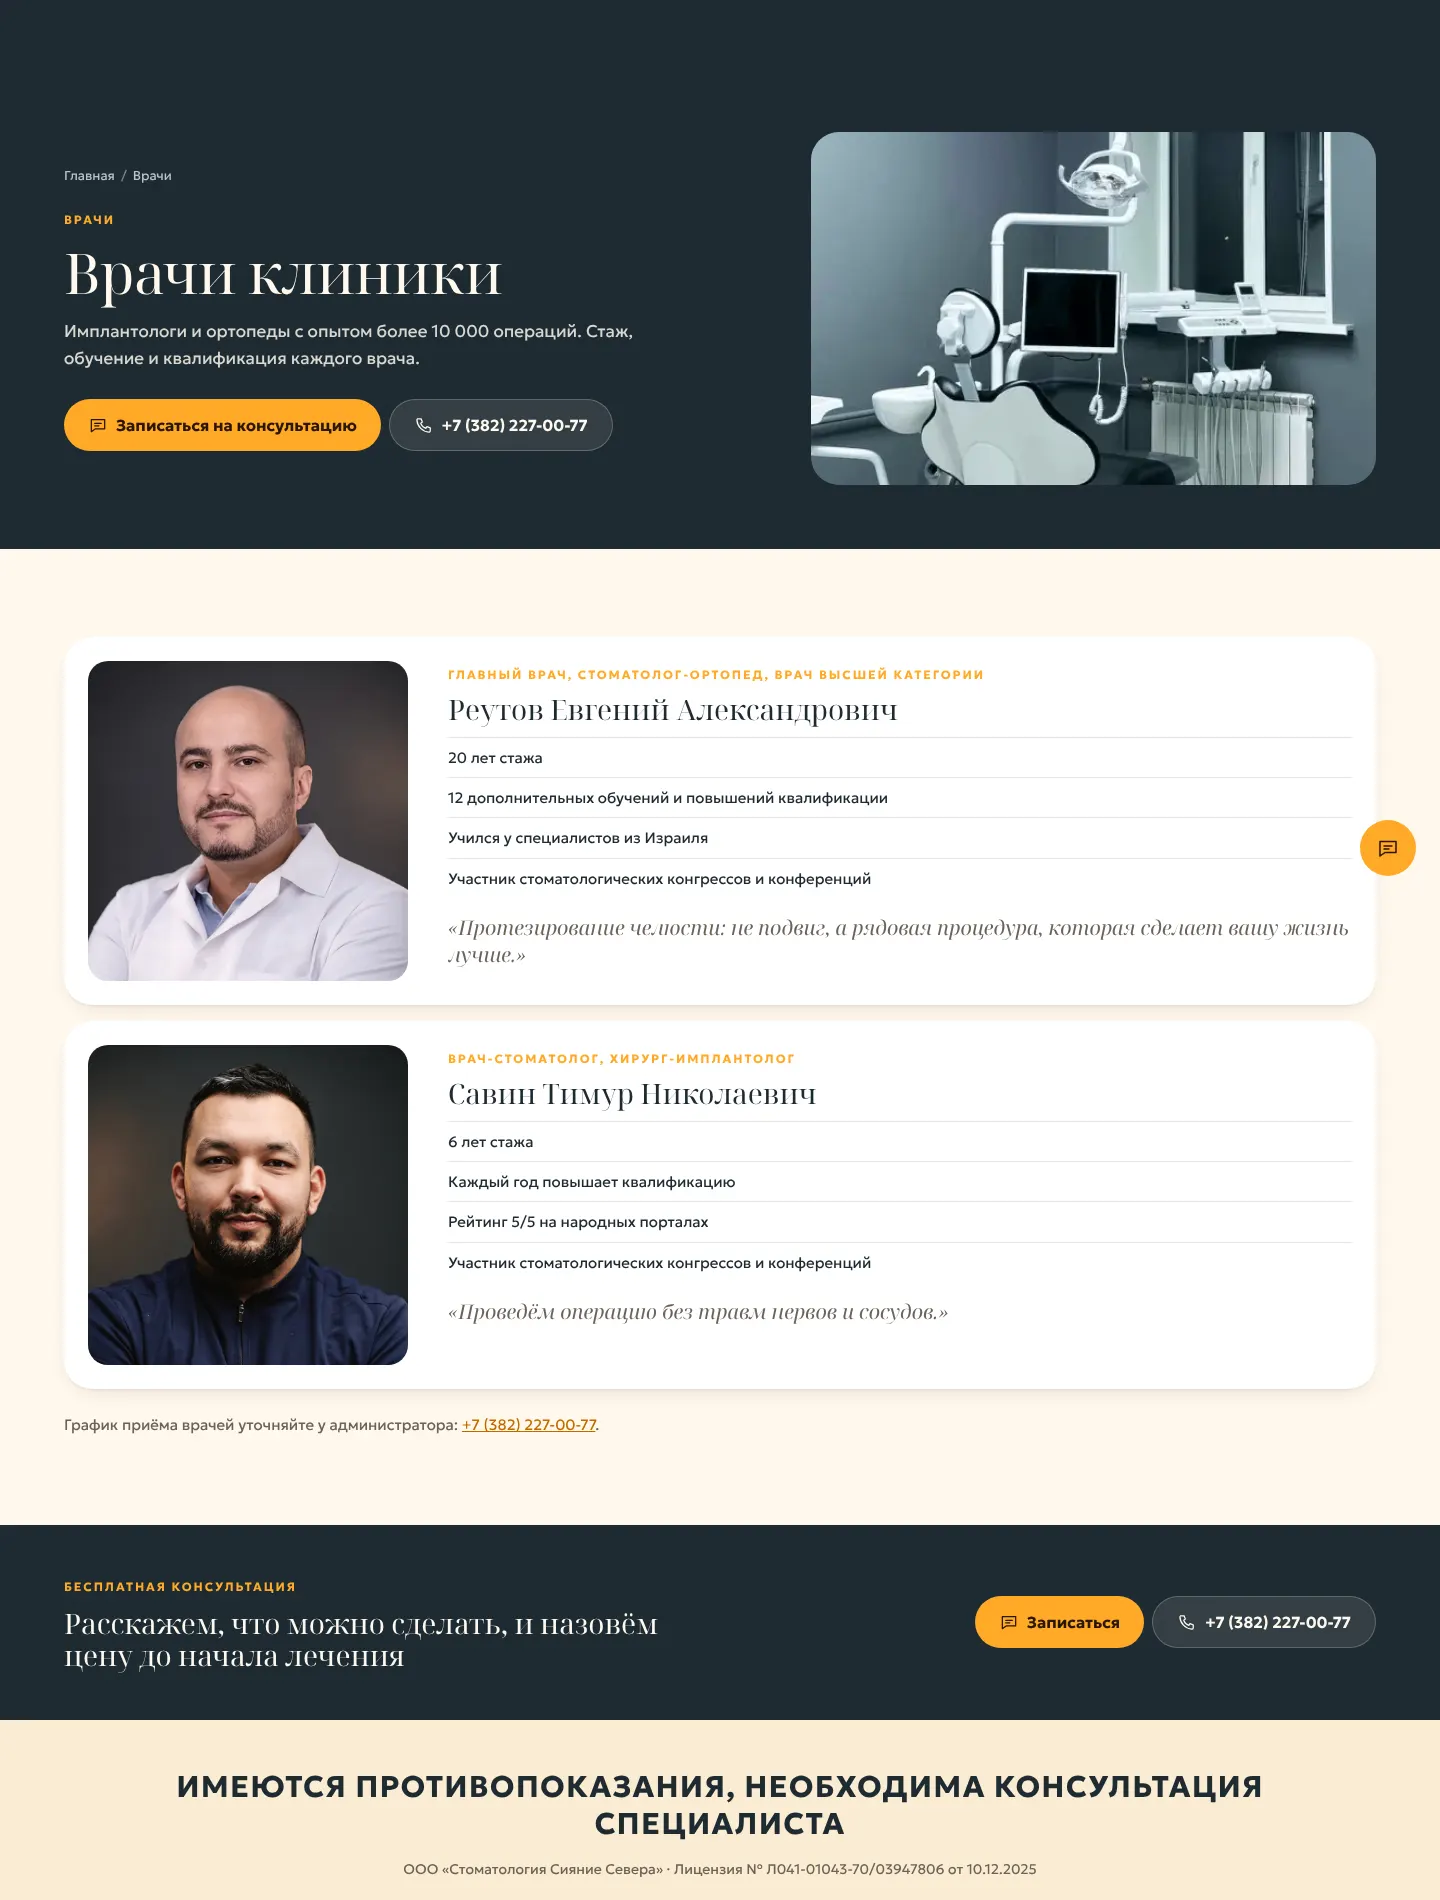 Главная / Врачи
ВРАЧИ
Врачи клиники
Имплантологи и ортопеды с опытом более 10 000 операций. Стаж,
обучение и квалификация каждого врача.
Записаться на консультацию
+7 (382) 227-00-77
ГЛАВНЫЙ ВРАЧ, СТОМАТОЛОГ-ОРТОПЕД, ВРАЧ ВЫСШЕЙ КАТЕГОРИИ
Реутов Евгений Александрович
20 лет стажа
12 дополнительных обучений и повышений квалификации
Учился у специалистов из Израиля
Участник стоматологических конгрессов и конференций
«Протезирование челюсти: не подвиг, а рядовая процедура, которая сделает вашу жизнь
лучше.»
ВРАЧ-СТОМАТОЛОГ, ХИРУРГ-ИМПЛАНТОЛОГ
Савин Тимур Николаевич
6 лет стажа
Каждый год повышает квалификацию
Рейтинг 5/5 на народных порталах
Участник стоматологических конгрессов и конференций
«Проведём операцию без травм нервов и сосудов.»
График приёма врачей уточняйте у администратора: +7 (382) 227-00-77.
БЕСПЛАТНАЯ КОНСУЛЬТАЦИЯ
Расскажем, что можно сделать, и назовём
цену до начала лечения
Записаться
+7 (382) 227-00-77
ИМЕЮТСЯ ПРОТИВОПОКАЗАНИЯ, НЕОБХОДИМА КОНСУЛЬТАЦИЯ
СПЕЦИАЛИСТА
ООО «Стоматология Сияние Севера» · Лицензия № Л041-01043-70/03947806 от 10.12.2025